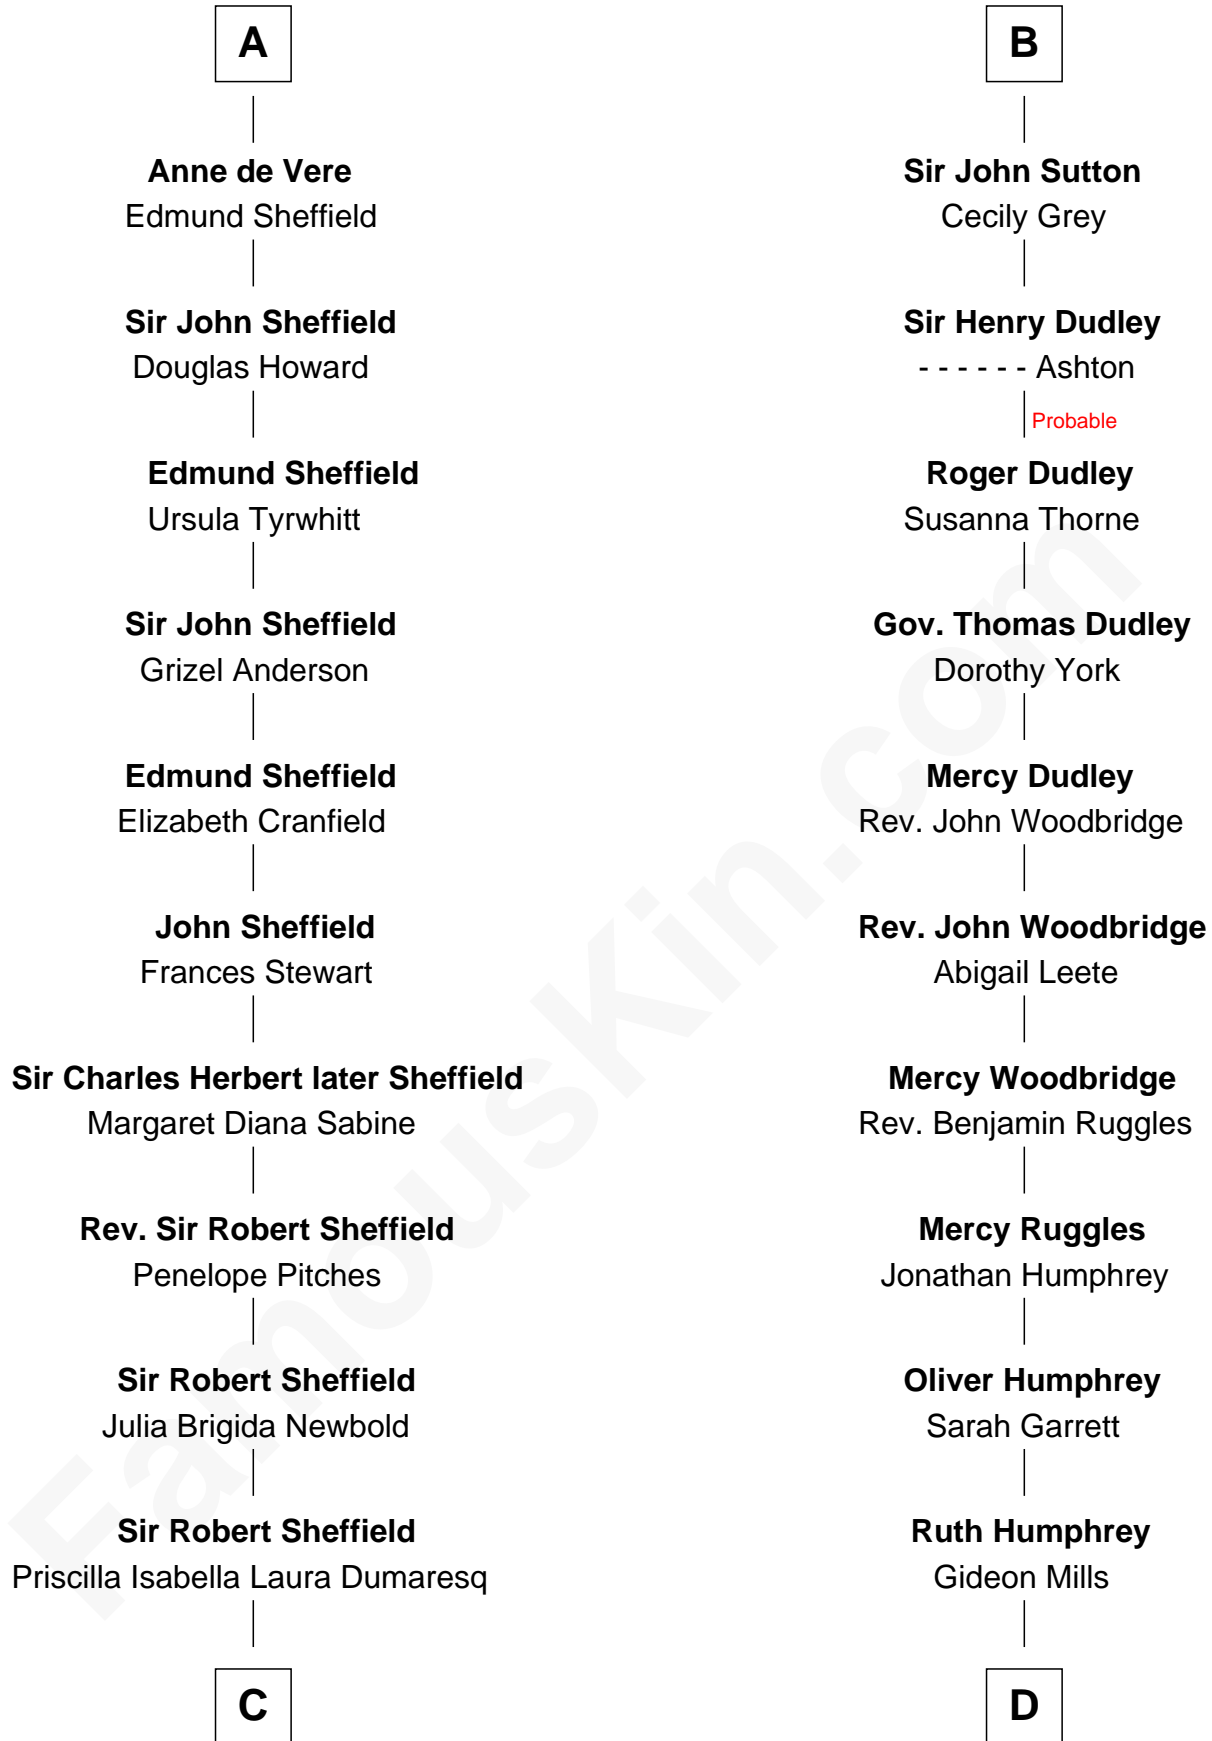 A
Anne de Vere
Edmund Sheffield
Sir John Sheffield
Douglas Howard
Edmund Sheffield
Ursula Tyrwhitt
Sir John Sheffield
Grizel Anderson
Edmund Sheffield
Elizabeth Cranfield
John Sheffield
Frances Stewart
Sir Charles Herbert later Sheffield
Margaret Diana Sabine
Rev. Sir Robert Sheffield
Penelope Pitches
Sir Robert Sheffield
Julia Brigida Newbold
Sir Robert Sheffield
Priscilla Isabella Laura Dumaresq
C
B
Sir John Sutton
Cecily Grey
Sir Henry Dudley
- - - - - - Ashton
Probable
Roger Dudley
Susanna Thorne
Gov. Thomas Dudley
Dorothy York
Mercy Dudley
Rev. John Woodbridge
Rev. John Woodbridge
Abigail Leete
Mercy Woodbridge
Rev. Benjamin Ruggles
Mercy Ruggles
Jonathan Humphrey
Oliver Humphrey
Sarah Garrett
Ruth Humphrey
Gideon Mills
D
FamousKin.com